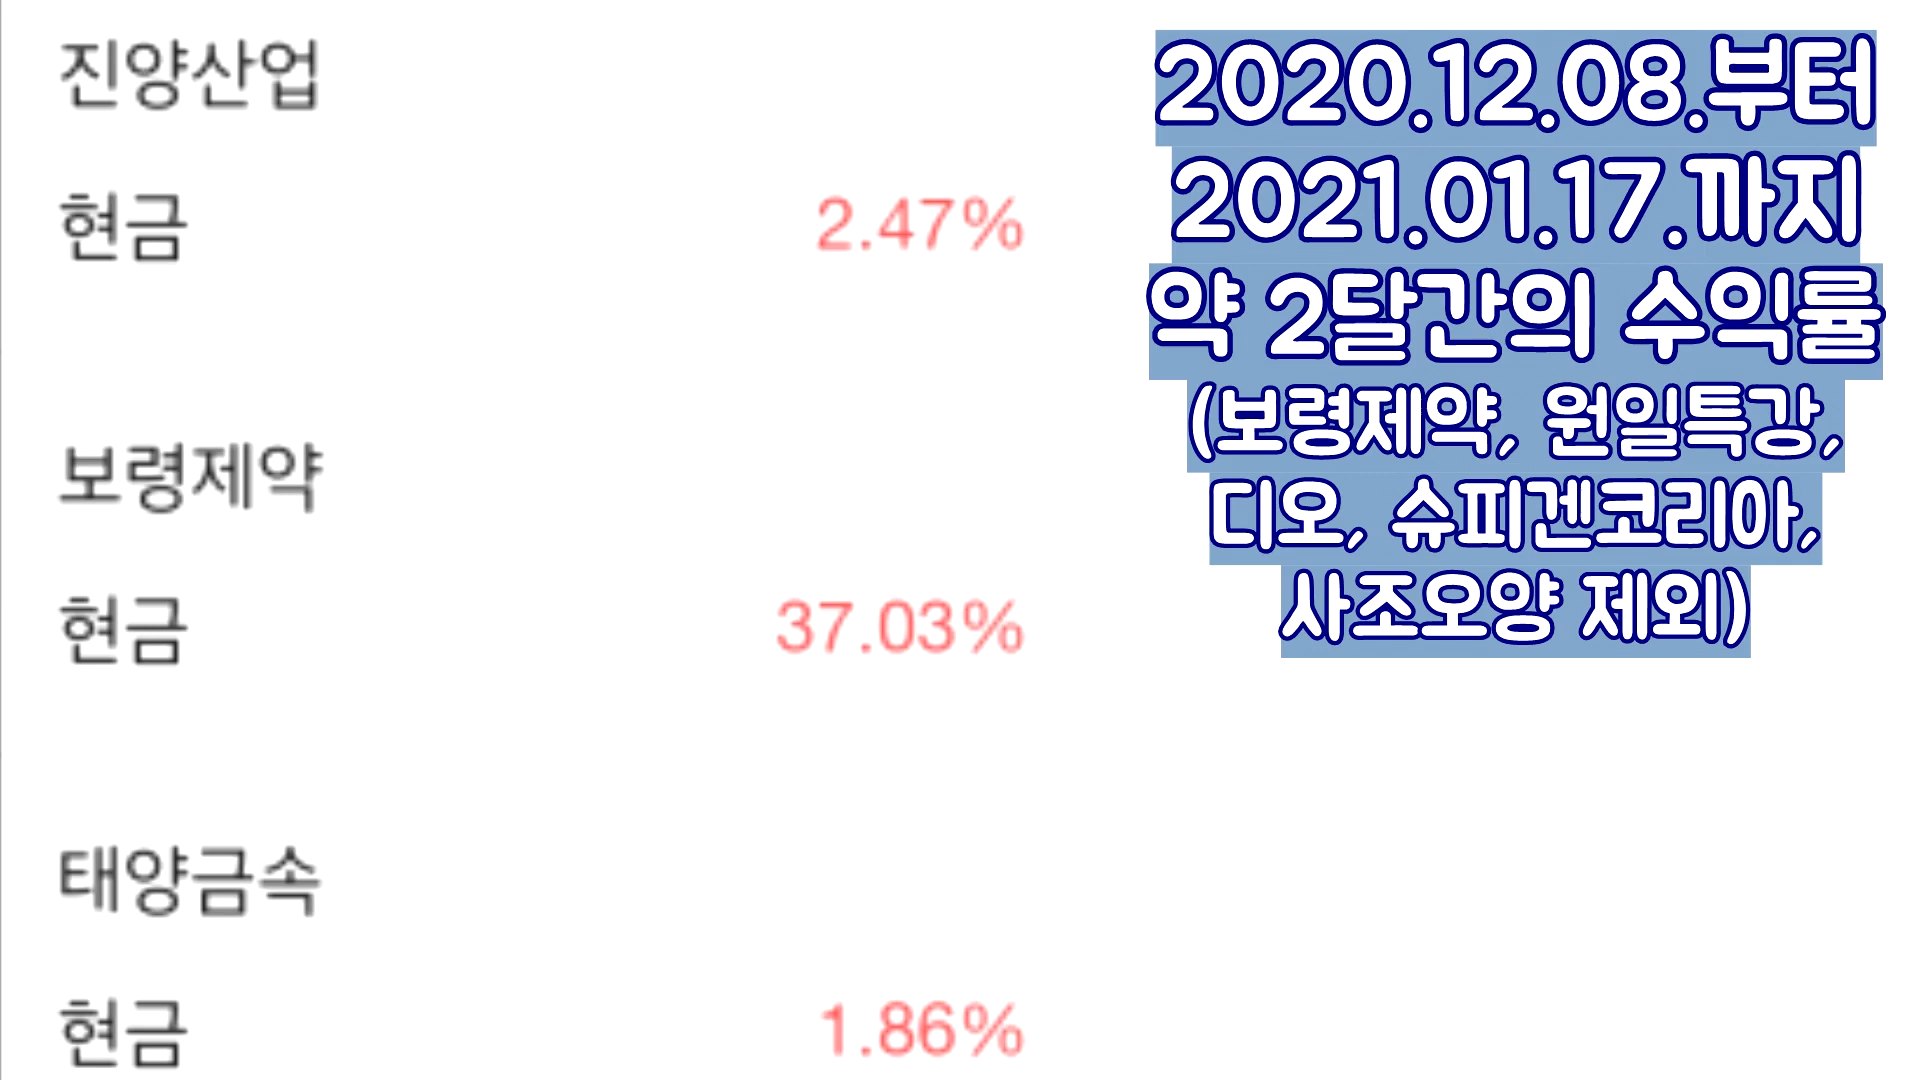 진양산업
현금 2.47%
보령제약
현금 37.03%
태양금속
현금 1.86%
2020.12.08.부터
2021.01.17.까지
약 2달간의 수익률
(보령제약, 원일특강,
디오, 슈피겐코리아,
사조오양 제외)